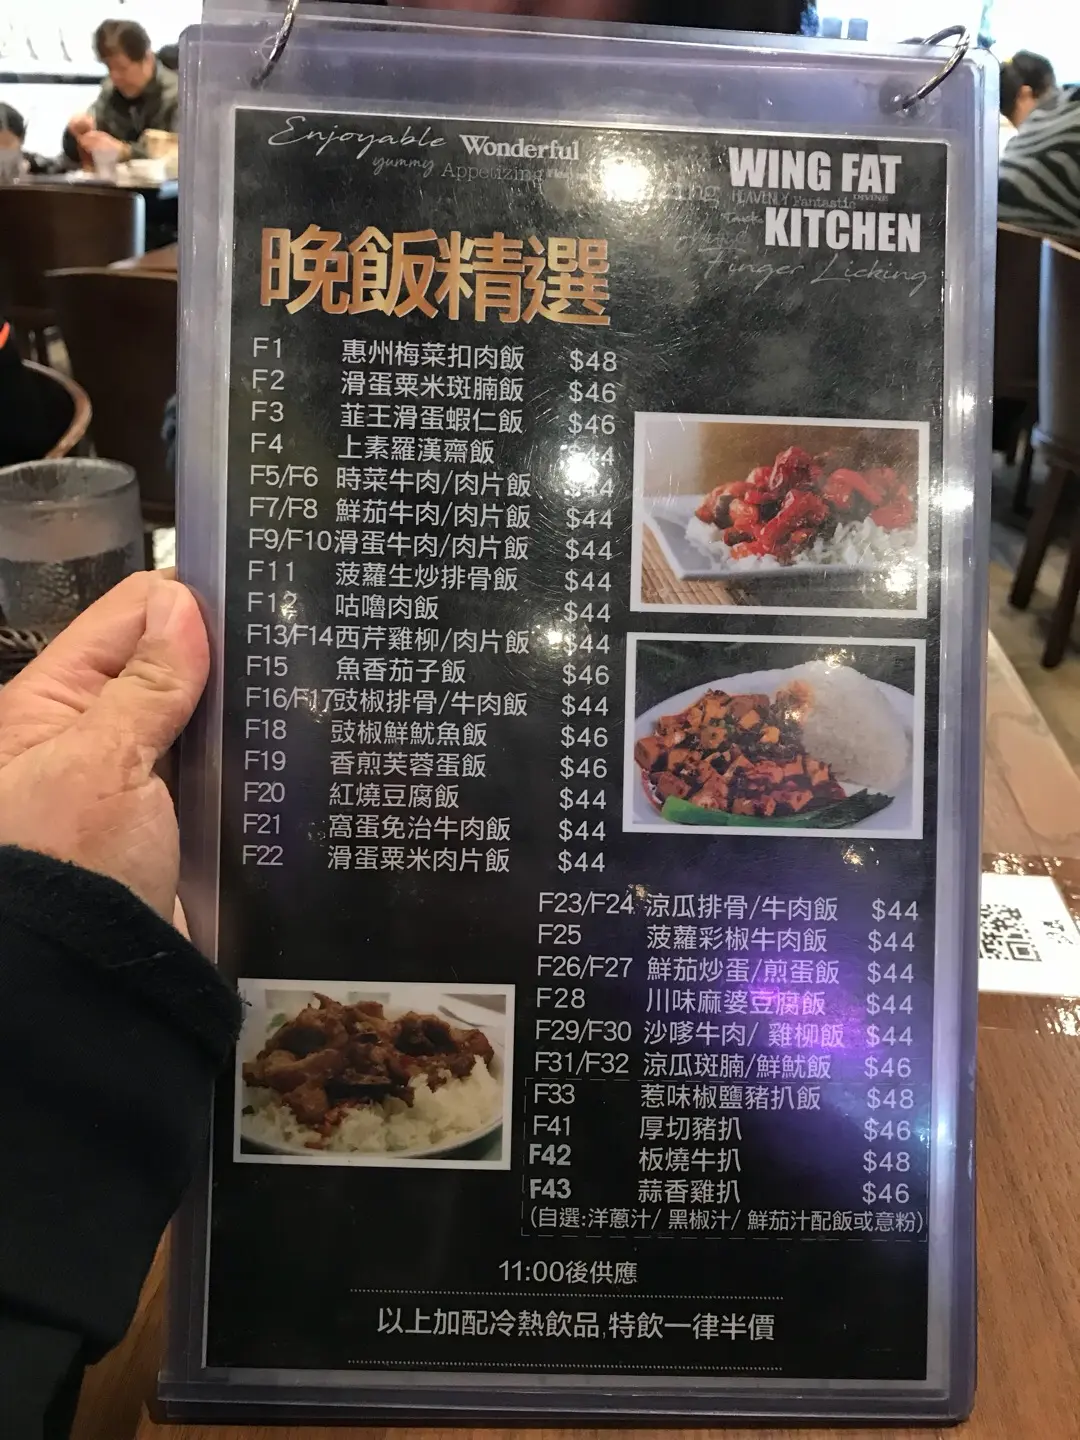 Enjoyable Wonderful
yummy Appetizing
WING FAT
HEAVENLY Fantastic
KITCHEN
Finger Licking
晚飯精選
F1 惠州梅菜扣肉飯 $48
F2 滑蛋粟米斑腩飯 $46
F3 韮王滑蛋蝦仁飯 $46
F4 上素羅漢齋飯 $44
F5/F6 時菜牛肉/肉片飯 $44
F7/F8 鮮茄牛肉/肉片飯 $44
F9/F10 滑蛋牛肉/肉片飯 $44
F11 菠蘿生炒排骨飯 $44
F12 咕嚕肉飯 $44
F13/F14 西芹雞柳/肉片飯 $44
F15 魚香茄子飯 $46
F16/F17 豉椒排骨/牛肉飯 $44
F18 豉椒鮮魷魚飯 $46
F19 香煎芙蓉蛋飯 $46
F20 紅燒豆腐飯 $44
F21 窩蛋免治牛肉飯 $44
F22 滑蛋粟米肉片飯 $44
F23/F24 涼瓜排骨/牛肉飯 $44
F25 菠蘿彩椒牛肉飯 $44
F26/F27 鮮茄炒蛋/煎蛋飯 $44
F28 川味麻婆豆腐飯 $44
F29/F30 沙嗲牛肉/ 雞柳飯 $44
F31/F32 涼瓜斑腩/鮮魷飯 $46
F33 惹味椒鹽豬扒飯 $48
F41 厚切豬扒 $46
F42 板燒牛扒 $48
F43 蒜香雞扒 $46
(自選:洋蔥汁/ 黑椒汁/ 鮮茄汁配飯或意粉)
11:00後供應
以上加配冷熱飲品,特飲一律半價